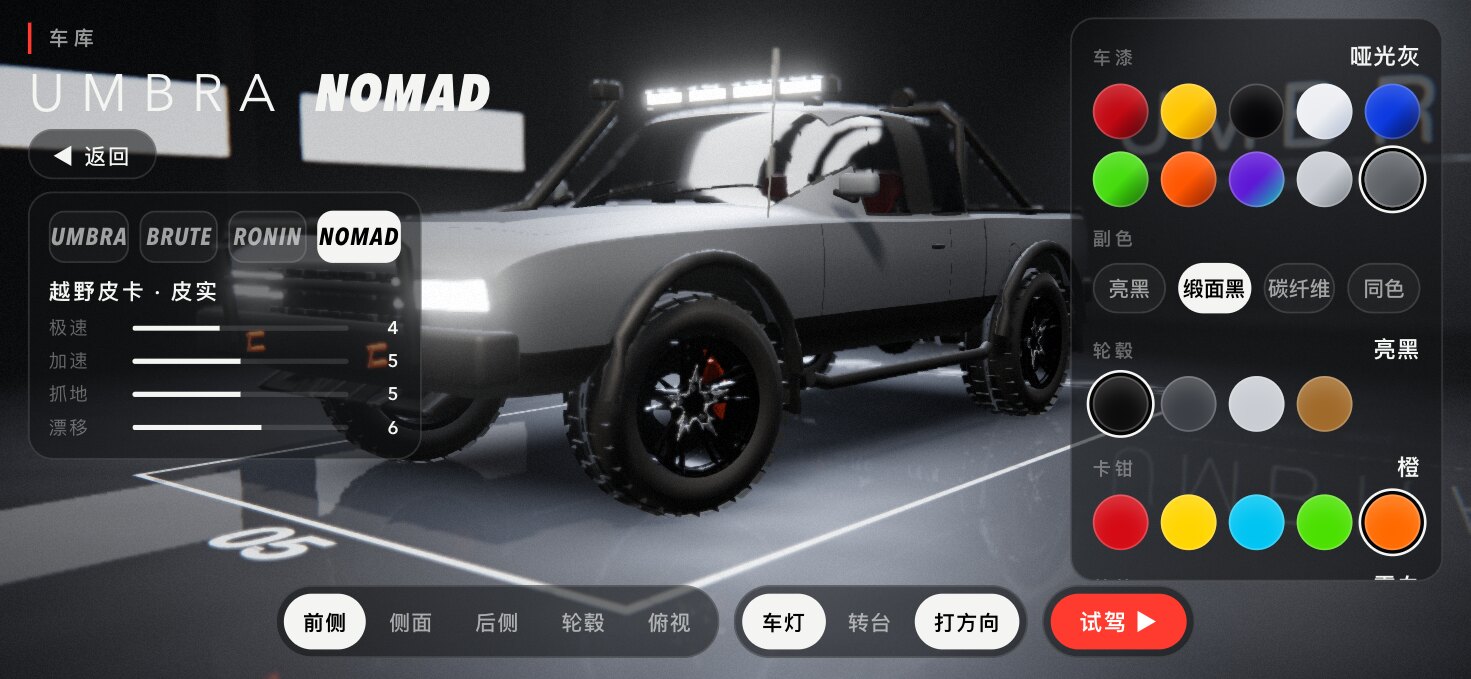 车库
UMBRA NOMAD
◀ 返回
UMBRA BRUTE RONIN NOMAD
越野皮卡 · 皮实
极速 4
加速 5
抓地 5
漂移 6
05
车漆 哑光灰
副色
亮黑 缎面黑 碳纤维 同色
轮毂 亮黑
卡钳 橙
前侧 侧面 后侧 轮毂 俯视
车灯 转台 打方向
试驾 ▶